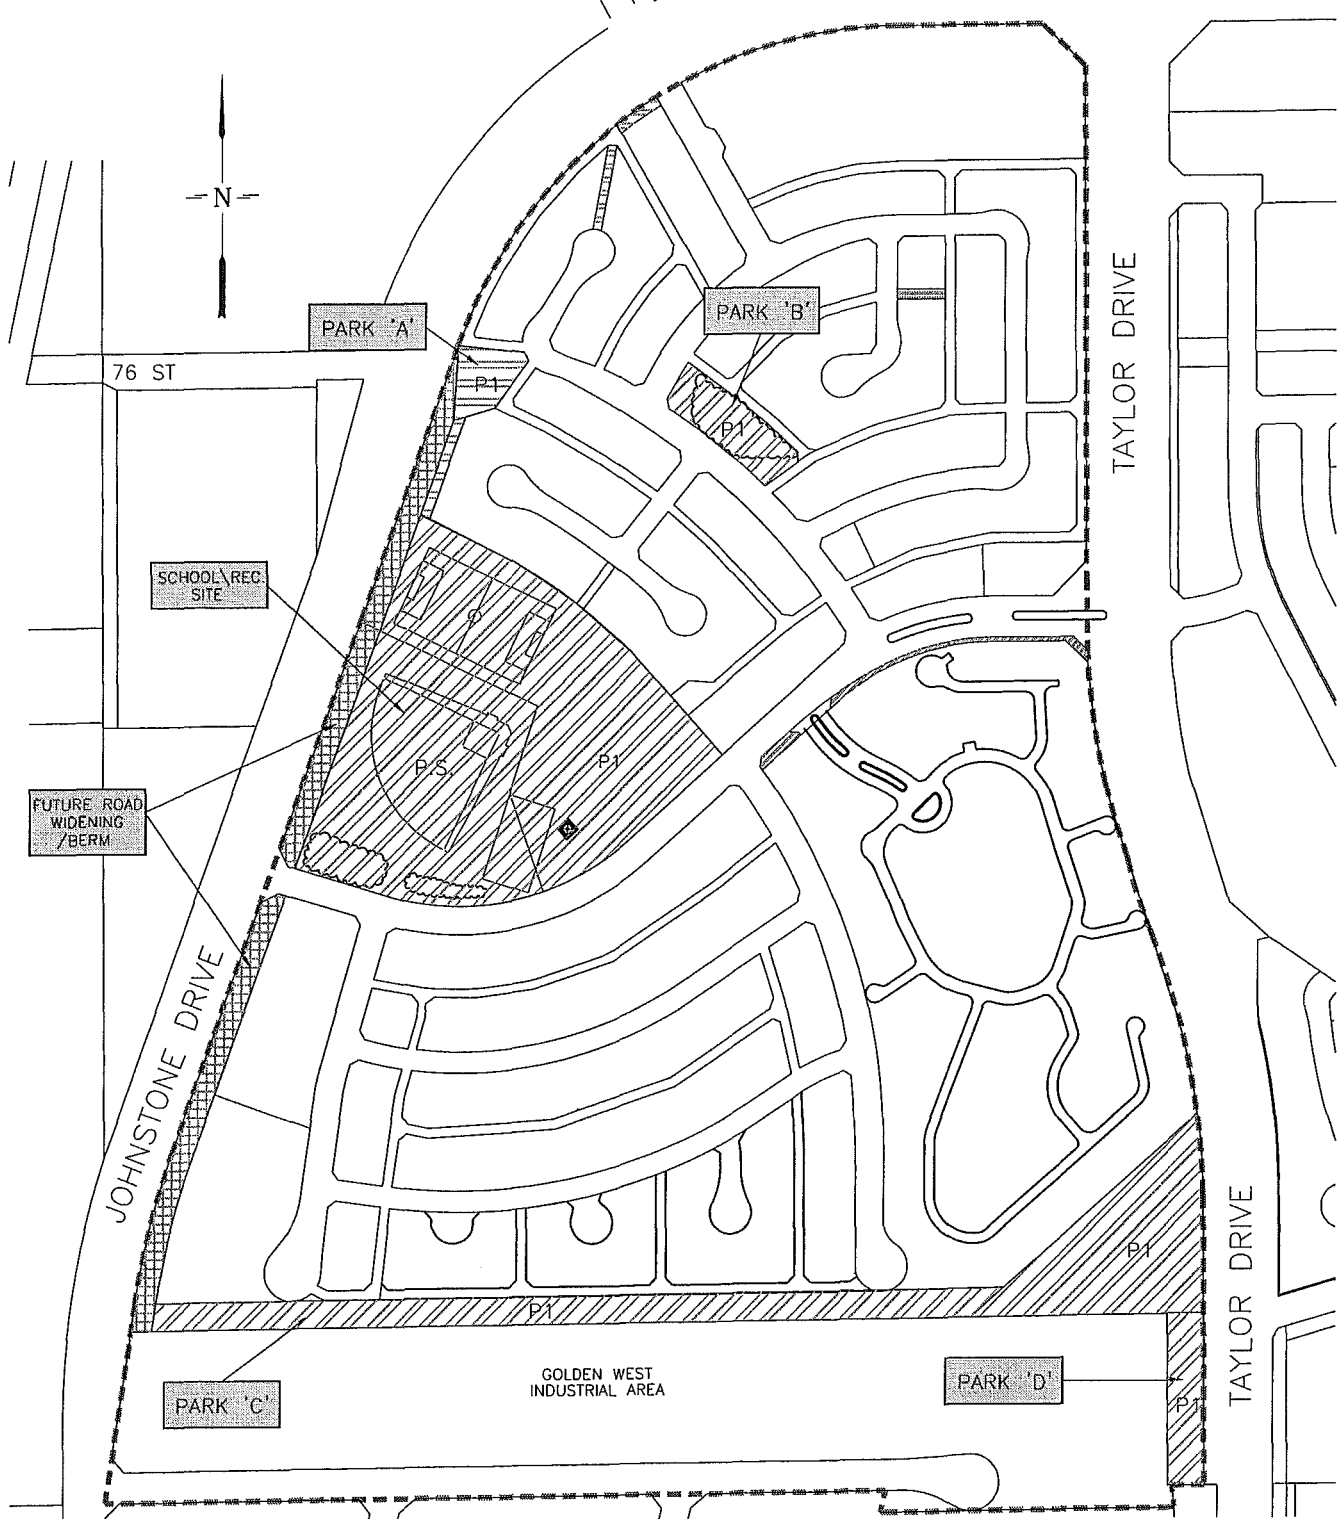 N
PARK 'A'
PARK 'B'
TAYLOR DRIVE
76 ST
P1
P1
SCHOOL\REC
SITE
P.S.
P1
FUTURE ROAD
WIDENING
/BERM
JOHNSTONE DRIVE
P1
TAYLOR DRIVE
P1
GOLDEN WEST
INDUSTRIAL AREA
PARK 'C'
PARK 'D'
P1